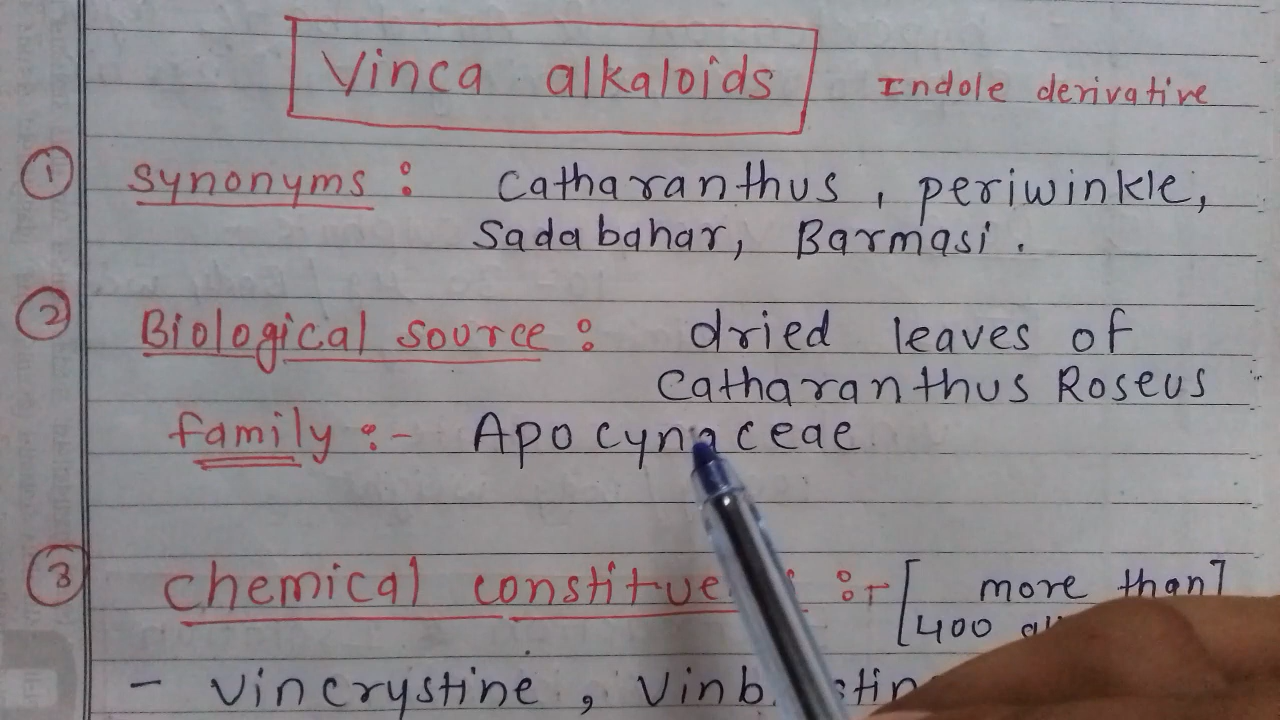 Vinca alkaloids Indole derivative
① Synonyms : Catharanthus , periwinkle,
Sadabahar, Barmasi .
② Biological source : dried leaves of
Catharanthus Roseus
family :- Apocynaceae
③ Chemical :- [ more than ]
[ 400
- Vincrystine ,